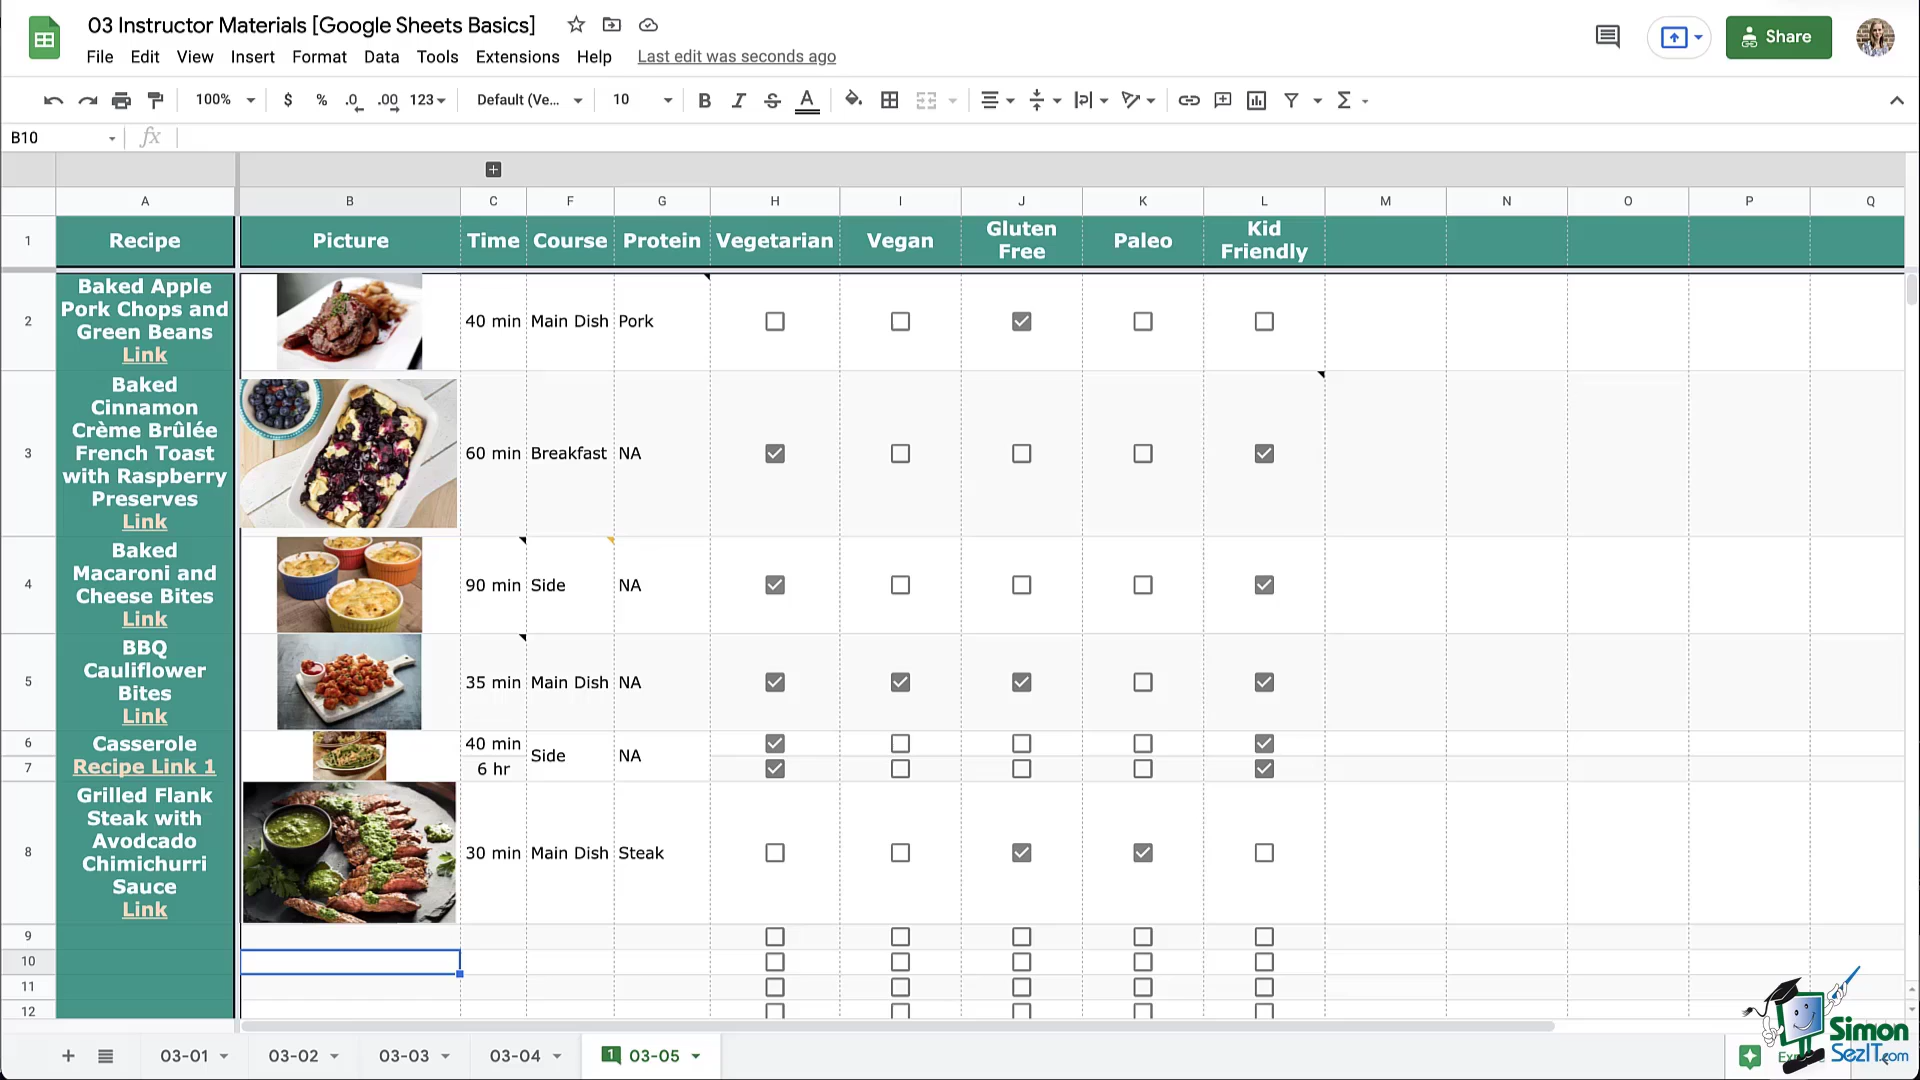 03 Instructor Materials [Google Sheets Basics]
File Edit View Insert Format Data Tools Extensions Help Last edit was seconds ago
Share
100% $ % .0 .00 123 Default (Ve... 10 B I S A Σ
B10 fx
A B C F G H I J K L M N O P Q
1 Recipe Picture Time Course Protein Vegetarian Vegan Gluten Free Paleo Kid Friendly
2
Baked Apple
Pork Chops and
Green Beans
Link
40 min Main Dish Pork
3
Baked
Cinnamon
Crème Brûlée
French Toast
with Raspberry
Preserves
Link
60 min Breakfast NA
4
Baked
Macaroni and
Cheese Bites
Link
90 min Side NA
5
BBQ
Cauliflower
Bites
Link
35 min Main Dish NA
6
7
Casserole
Recipe Link 1
40 min
6 hr
Side NA
8
Grilled Flank
Steak with
Avodcado
Chimichurri
Sauce
Link
30 min Main Dish Steak
9
10
11
12
03-01 03-02 03-03 03-04 1 03-05
Simon
SezIT.com